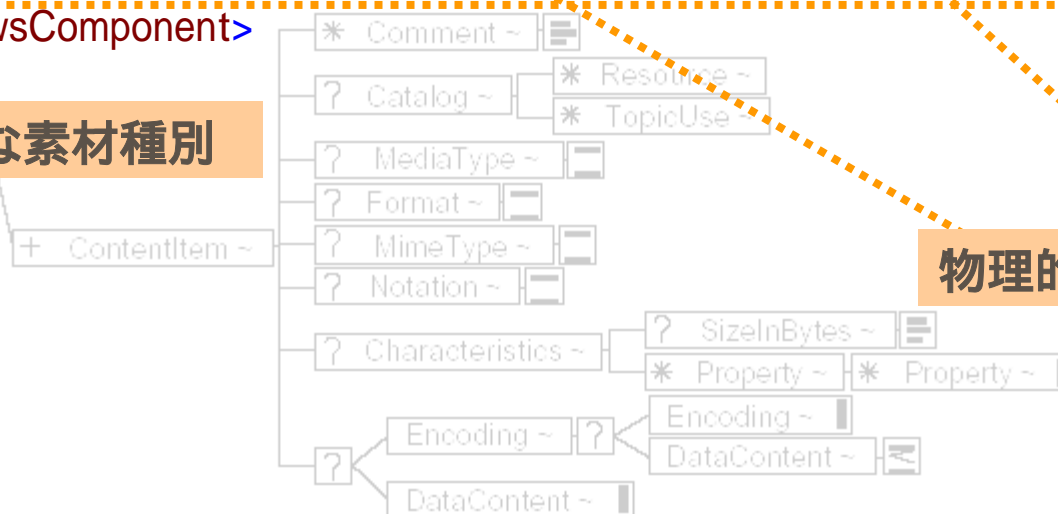 wsComponent>
* Comment ~
? Catalog ~
* Resource ~
* TopicUse ~
な素材種別
? MediaType ~
? Format ~
+ ContentItem ~
? MimeType ~
? Notation ~
物理的
? SizeInBytes ~
? Characteristics ~
* Property ~ * Property ~
? Encoding ~ ? Encoding ~
DataContent ~
DataContent ~